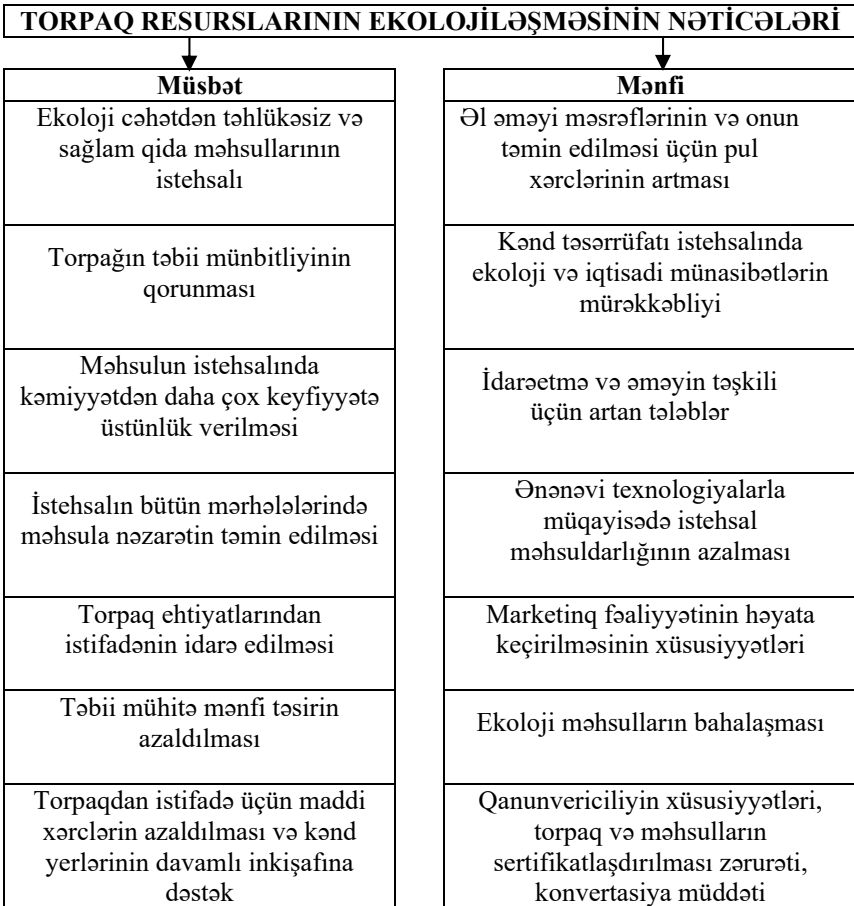 TORPAQ RESURSLARININ EKOLOJİLƏŞMƏSİNİN NƏTİCƏLƏRİ
Müsbət
Ekoloji cəhətdən təhlükəsiz və
sağlam qida məhsullarının
istehsalı
Torpağın təbii münbitliyinin
qorunması
Məhsulun istehsalında
kəmiyyətdən daha çox keyfiyyətə
üstünlük verilməsi
İstehsalın bütün mərhələlərində
məhsula nəzarətin təmin edilməsi
Torpaq ehtiyatlarından
istifadənin idarə edilməsi
Təbii mühitə mənfi təsirin
azaldılması
Torpaqdan istifadə üçün maddi
xərclərin azaldılması və kənd
yerlərinin davamlı inkişafına
dəstək
Mənfi
Əl əməyi məsrəflərinin və onun
təmin edilməsi üçün pul
xərclərinin artması
Kənd təsərrüfatı istehsalında
ekoloji və iqtisadi münasibətlərin
mürəkkəbliyi
İdarəetmə və əməyin təşkili
üçün artan tələblər
Ənənəvi texnologiyalarla
müqayisədə istehsal
məhsuldarlığının azalması
Marketinq fəaliyyətinin həyata
keçirilməsinin xüsusiyyətləri
Ekoloji məhsulların bahalaşması
Qanunvericiliyin xüsusiyyətləri,
torpaq və məhsulların
sertifikatlaşdırılması zərurəti,
konvertasiya müddəti